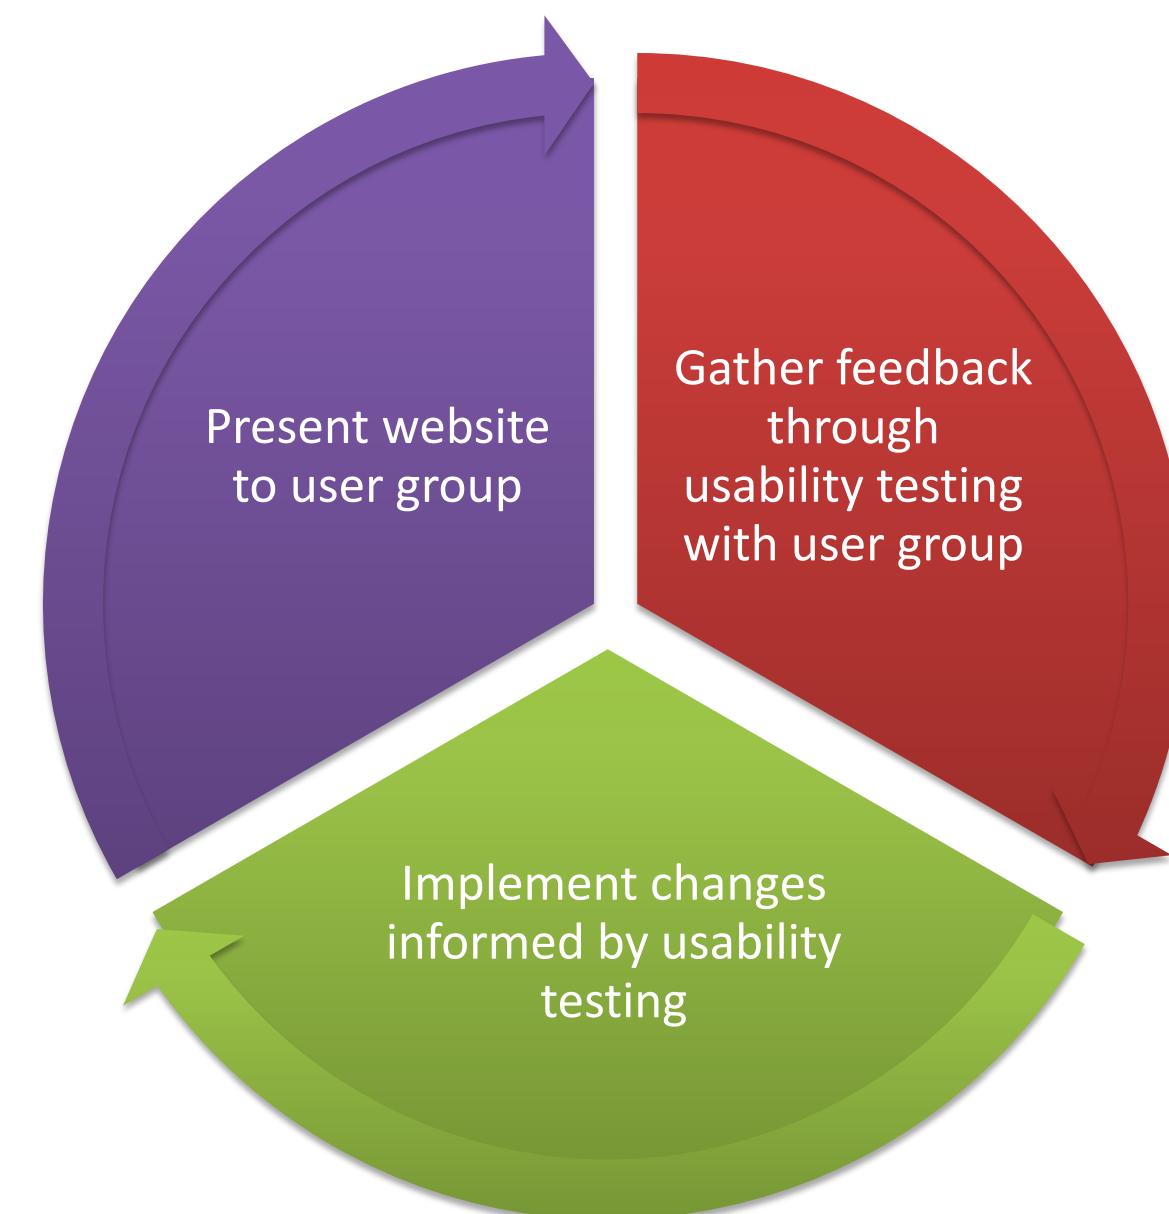 Present website
to user group
Gather feedback
through
usability testing
with user group
Implement changes
informed by usability
testing